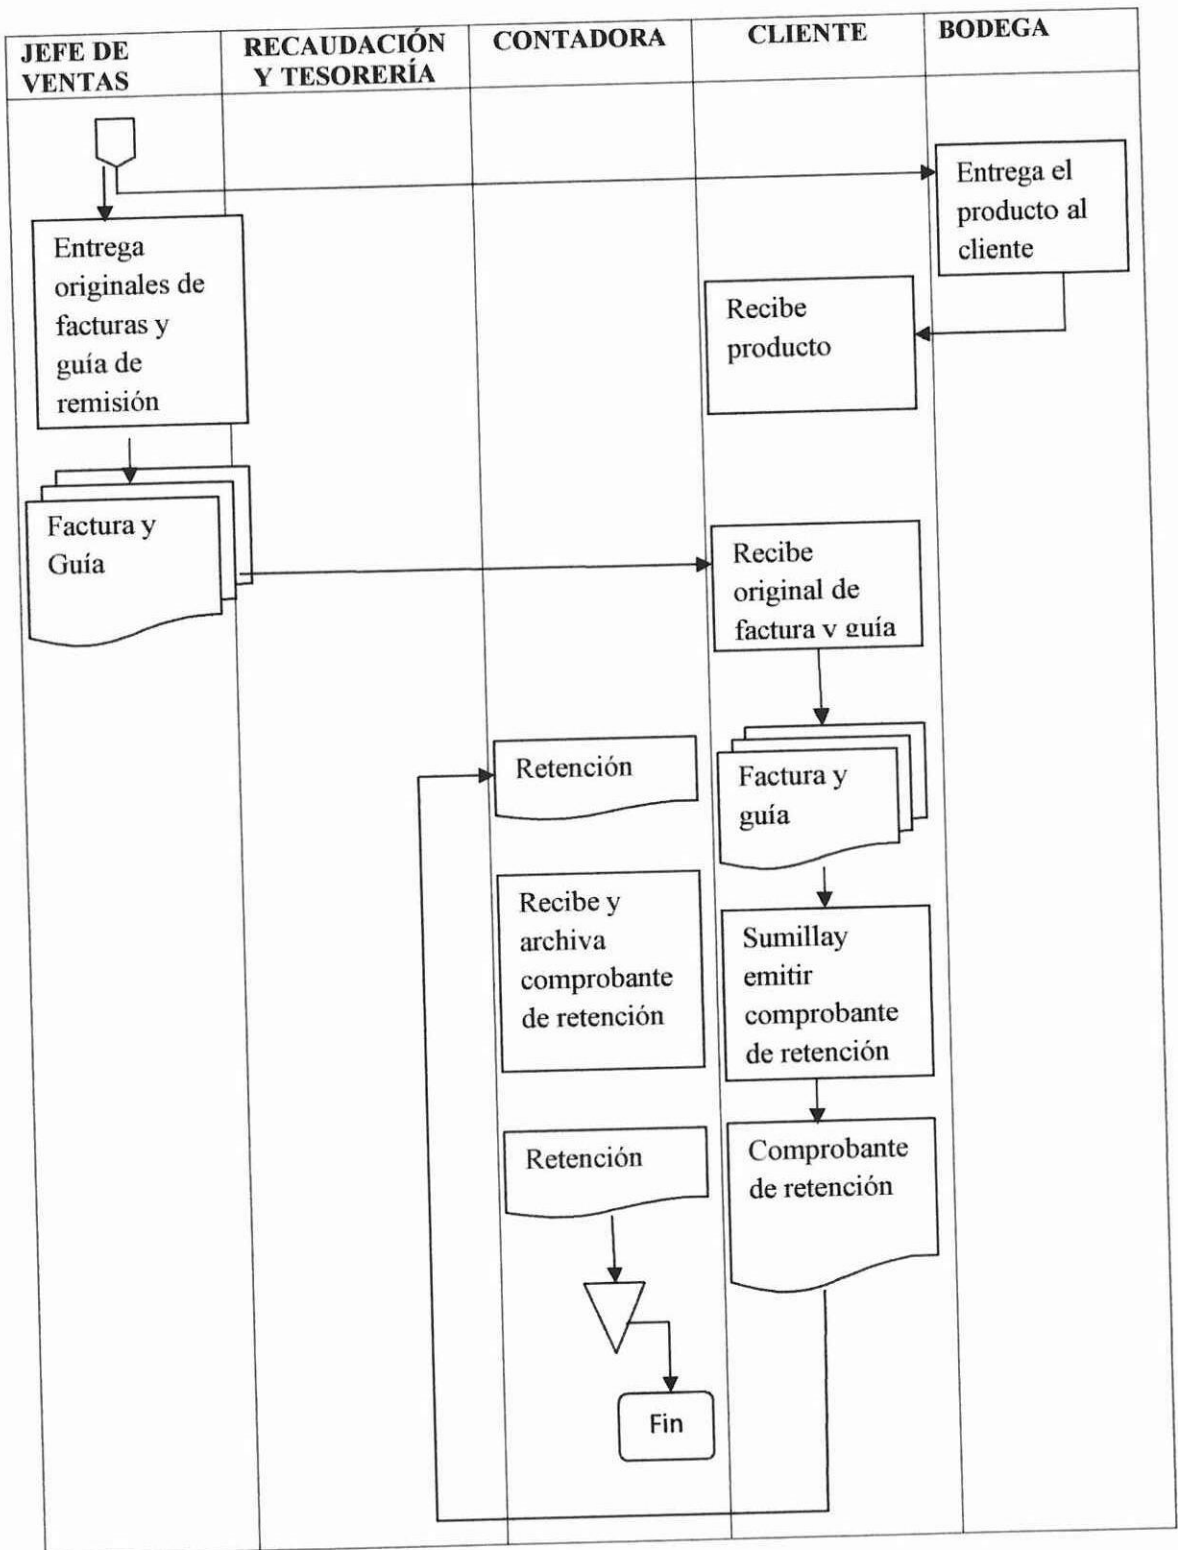 JEFE DE
VENTAS
RECAUDACIÓN
Y TESORERÍA
CONTADORA
CLIENTE
BODEGA
Entrega el
producto al
cliente
Entrega
originales de
facturas y
guía de
remisión
Recibe
producto
Factura y
Guía
Recibe
original de
factura y guía
Retención
Factura y
guía
Recibe y
archiva
comprobante
de retención
Sumillay
emitir
comprobante
de retención
Retención
Comprobante
de retención
Fin